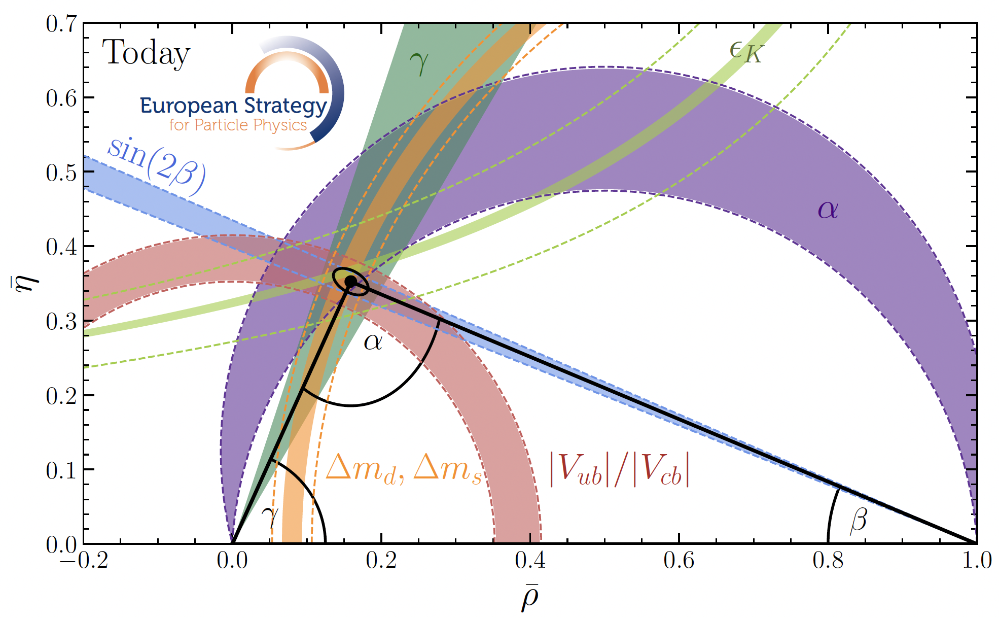 0.7
Today
γ
ϵ_K
0.6
European Strategy
for Particle Physics
sin(2β)
0.5
α
0.4
η̄
0.3
α
0.2
Δm_d, Δm_s
|V_ub|/|V_cb|
0.1
γ
β
0.0
−0.2
0.0
0.2
0.4
0.6
0.8
1.0
ρ̄